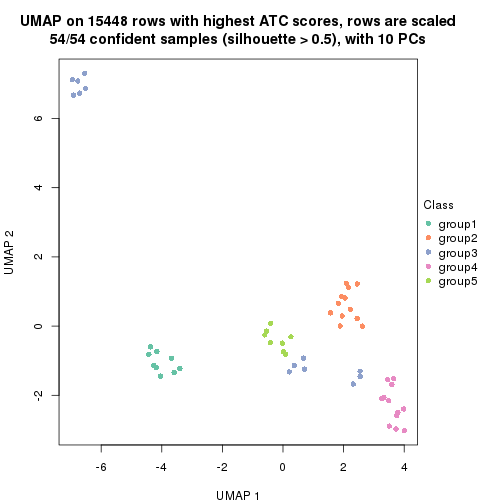 UMAP on 15448 rows with highest ATC scores, rows are scaled
54/54 confident samples (silhouette > 0.5), with 10 PCs
6
4
2
0
-2
UMAP 2
-6
-4
-2
0
2
4
UMAP 1
Class
group1
group2
group3
group4
group5